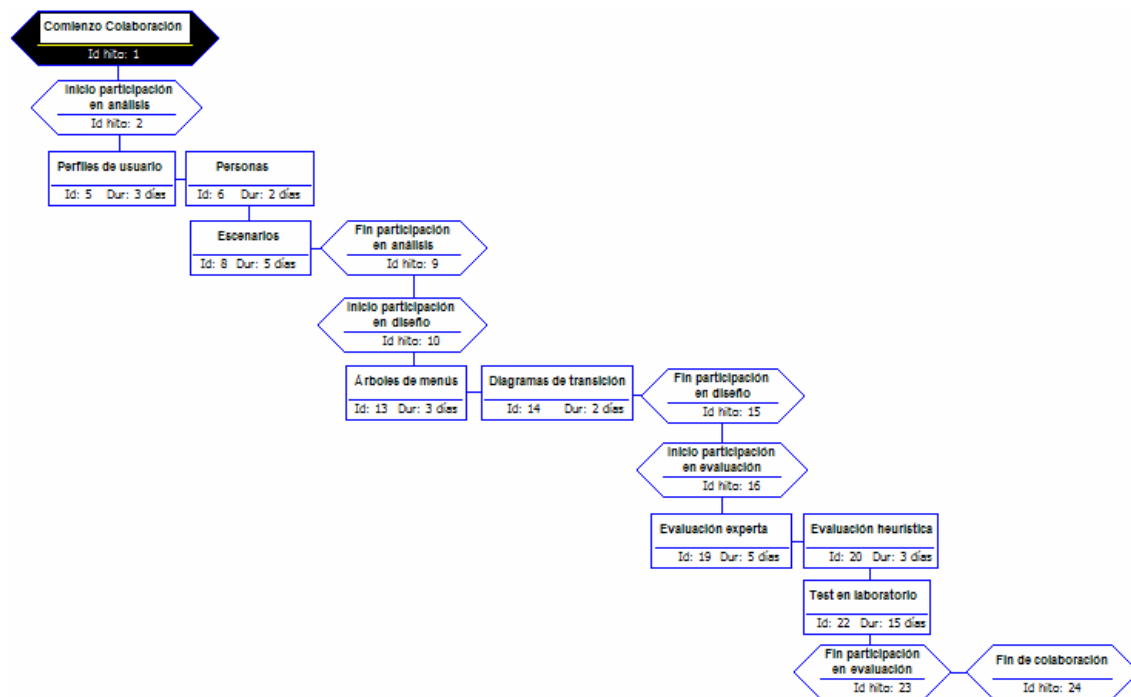 Comienzo Colaboración
Id hito: 1
Inicio participación
en análisis
Id hito: 2
Perfiles de usuario
Id: 5 Dur: 3 días
Personas
Id: 6 Dur: 2 días
Escenarios
Id: 8 Dur: 5 días
Fin participación
en análisis
Id hito: 9
Inicio participación
en diseño
Id hito: 10
Árboles de menús
Id: 13 Dur: 3 días
Diagramas de transición
Id: 14 Dur: 2 días
Fin participación
en diseño
Id hito: 15
Inicio participación
en evaluación
Id hito: 16
Evaluación experta
Id: 19 Dur: 5 días
Evaluación heurística
Id: 20 Dur: 3 días
Test en laboratorio
Id: 22 Dur: 15 días
Fin participación
en evaluación
Id hito: 23
Fin de colaboración
Id hito: 24